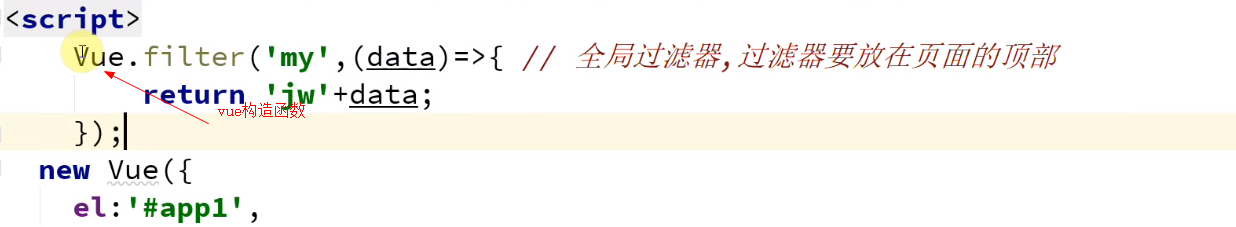 <script>
Vue.filter('my',(data)=>{ // 全局过滤器,过滤器要放在页面的顶部
return 'jw'+data;
vue构造函数
});
new Vue({
el:'#app1',